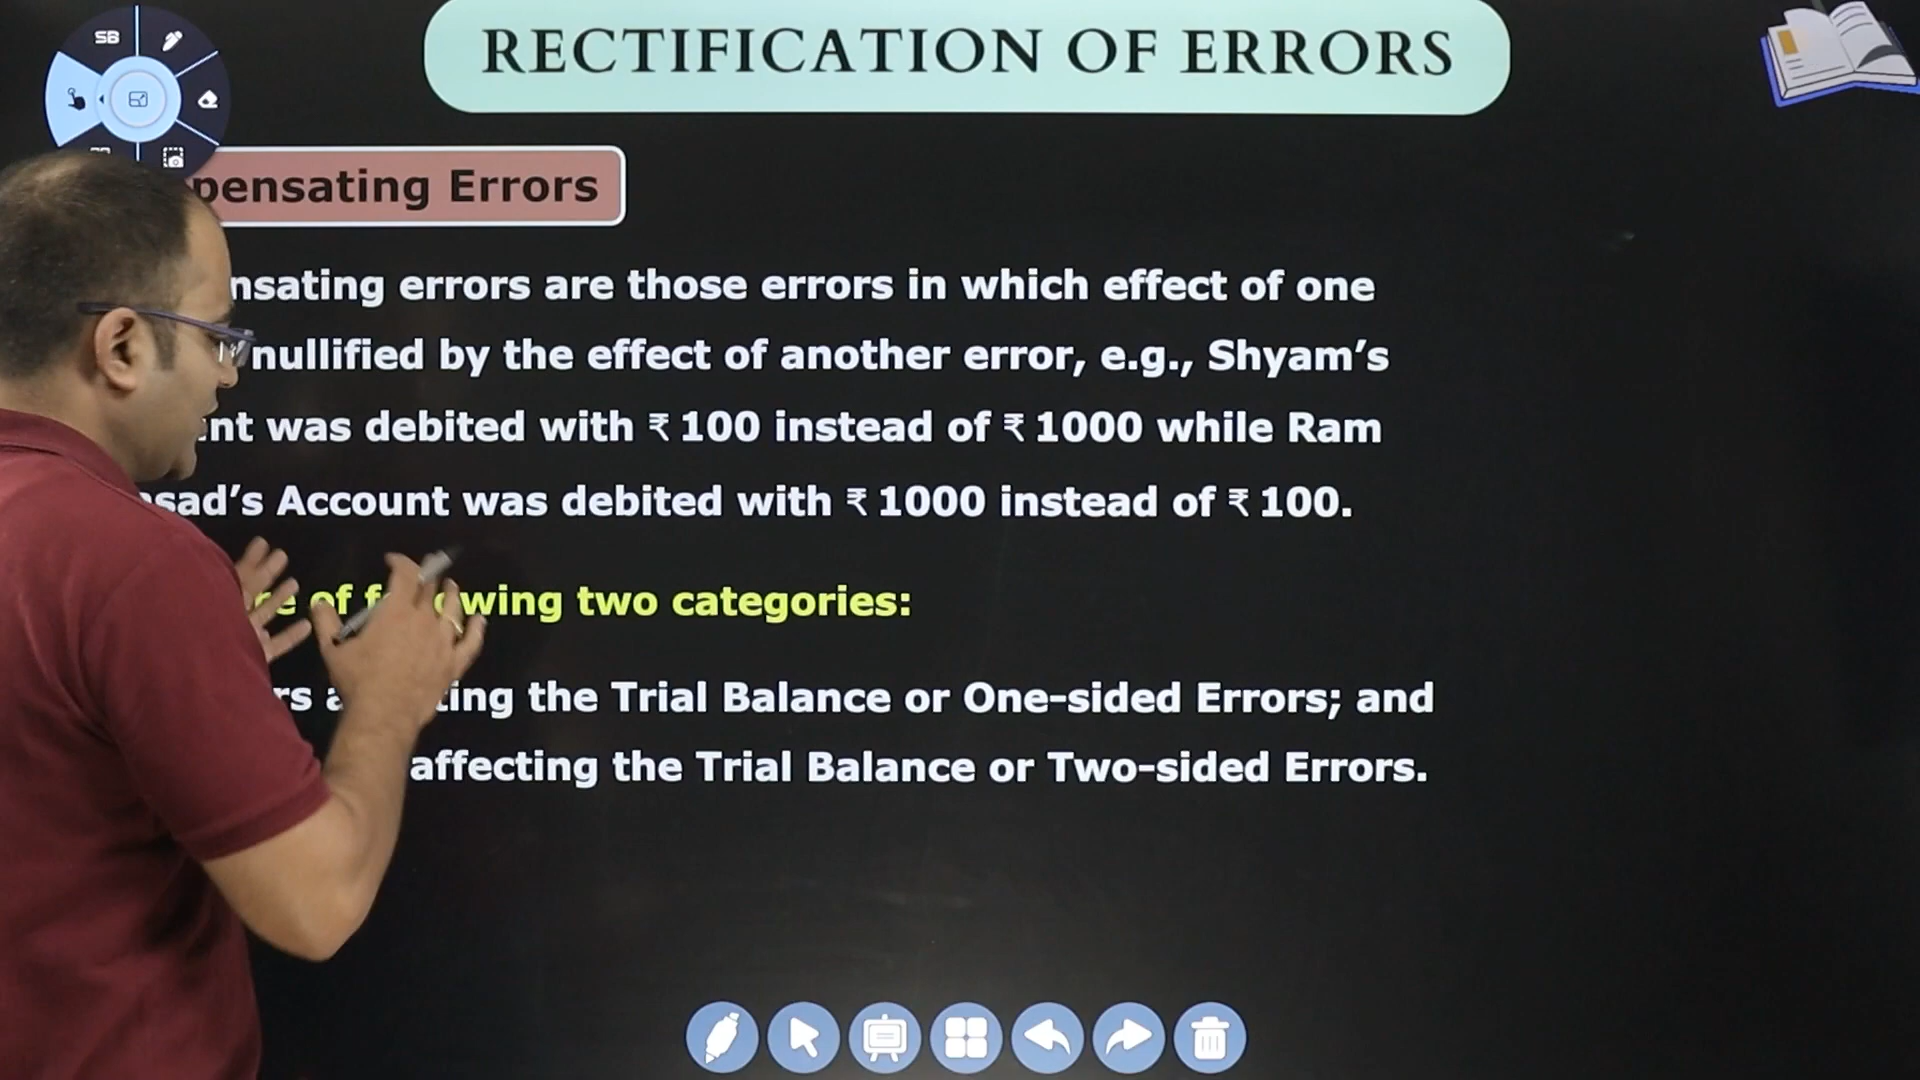 SB
RECTIFICATION OF ERRORS
pensating Errors
nsating errors are those errors in which effect of one
nullified by the effect of another error, e.g., Shyam’s
nt was debited with ₹ 100 instead of ₹ 1000 while Ram
sad’s Account was debited with ₹ 1000 instead of ₹ 100.
of following two categories:
the Trial Balance or One-sided Errors; and
affecting the Trial Balance or Two-sided Errors.